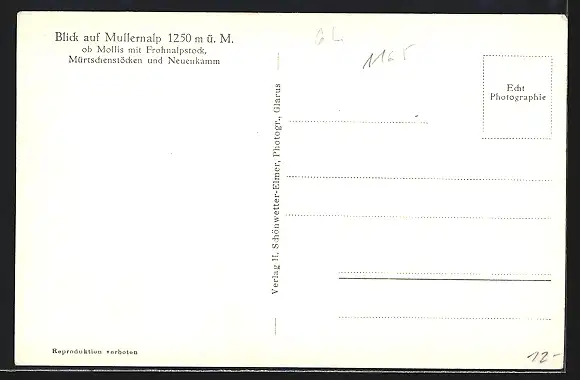 Blick auf Mullernalp 1250 m ü. M.
ob Mollis mit Frohnalpstock,
Mürtschenstöcken und Neuenkamm
GL
1165
Echt
Photographie
Verlag H. Schönwetter-Elmer, Photogr., Glarus
Reproduktion verboten
12.-